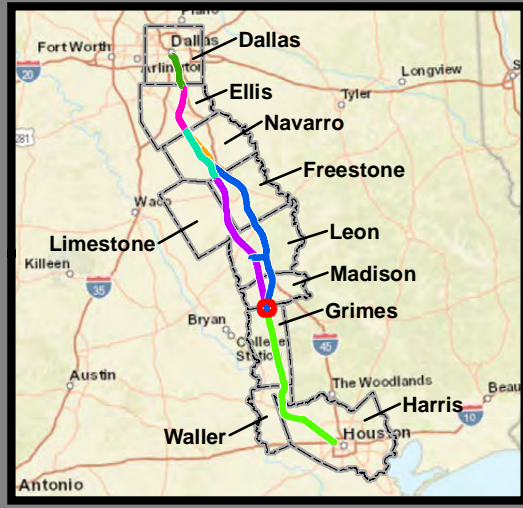 Plano
Fort Worth
Dallas
Dallas
Arlington
20
Longview
Ellis
Tyler
Navarro
281
Freestone
Waco
Limestone
Leon
Killeen
Madison
35
Grimes
Bryan
College
Station
45
Austin
The Woodlands
Harris
Beau
10
Waller
Houston
Antonio